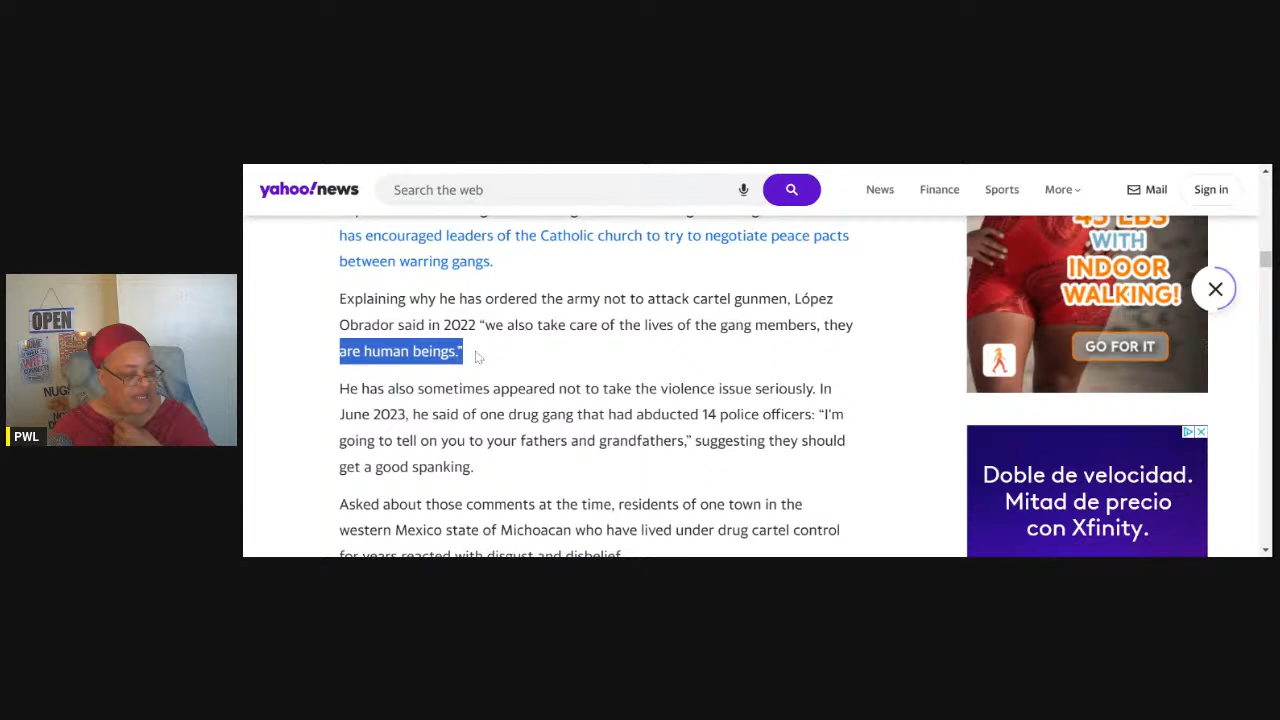 yahoo!news
Search the web
News
Finance
Sports
More
Mail
Sign in
has encouraged leaders of the Catholic church to try to negotiate peace pacts
between warring gangs.
Explaining why he has ordered the army not to attack cartel gunmen, López
Obrador said in 2022 “we also take care of the lives of the gang members, they
are human beings.”
He has also sometimes appeared not to take the violence issue seriously. In
June 2023, he said of one drug gang that had abducted 14 police officers: “I’m
going to tell on you to your fathers and grandfathers,” suggesting they should
get a good spanking.
Asked about those comments at the time, residents of one town in the
western Mexico state of Michoacan who have lived under drug cartel control
for years reacted with disgust and disbelief.
45 LBS
WITH
INDOOR
WALKING!
GO FOR IT
Doble de velocidad.
Mitad de precio
con Xfinity.
OPEN
PWL